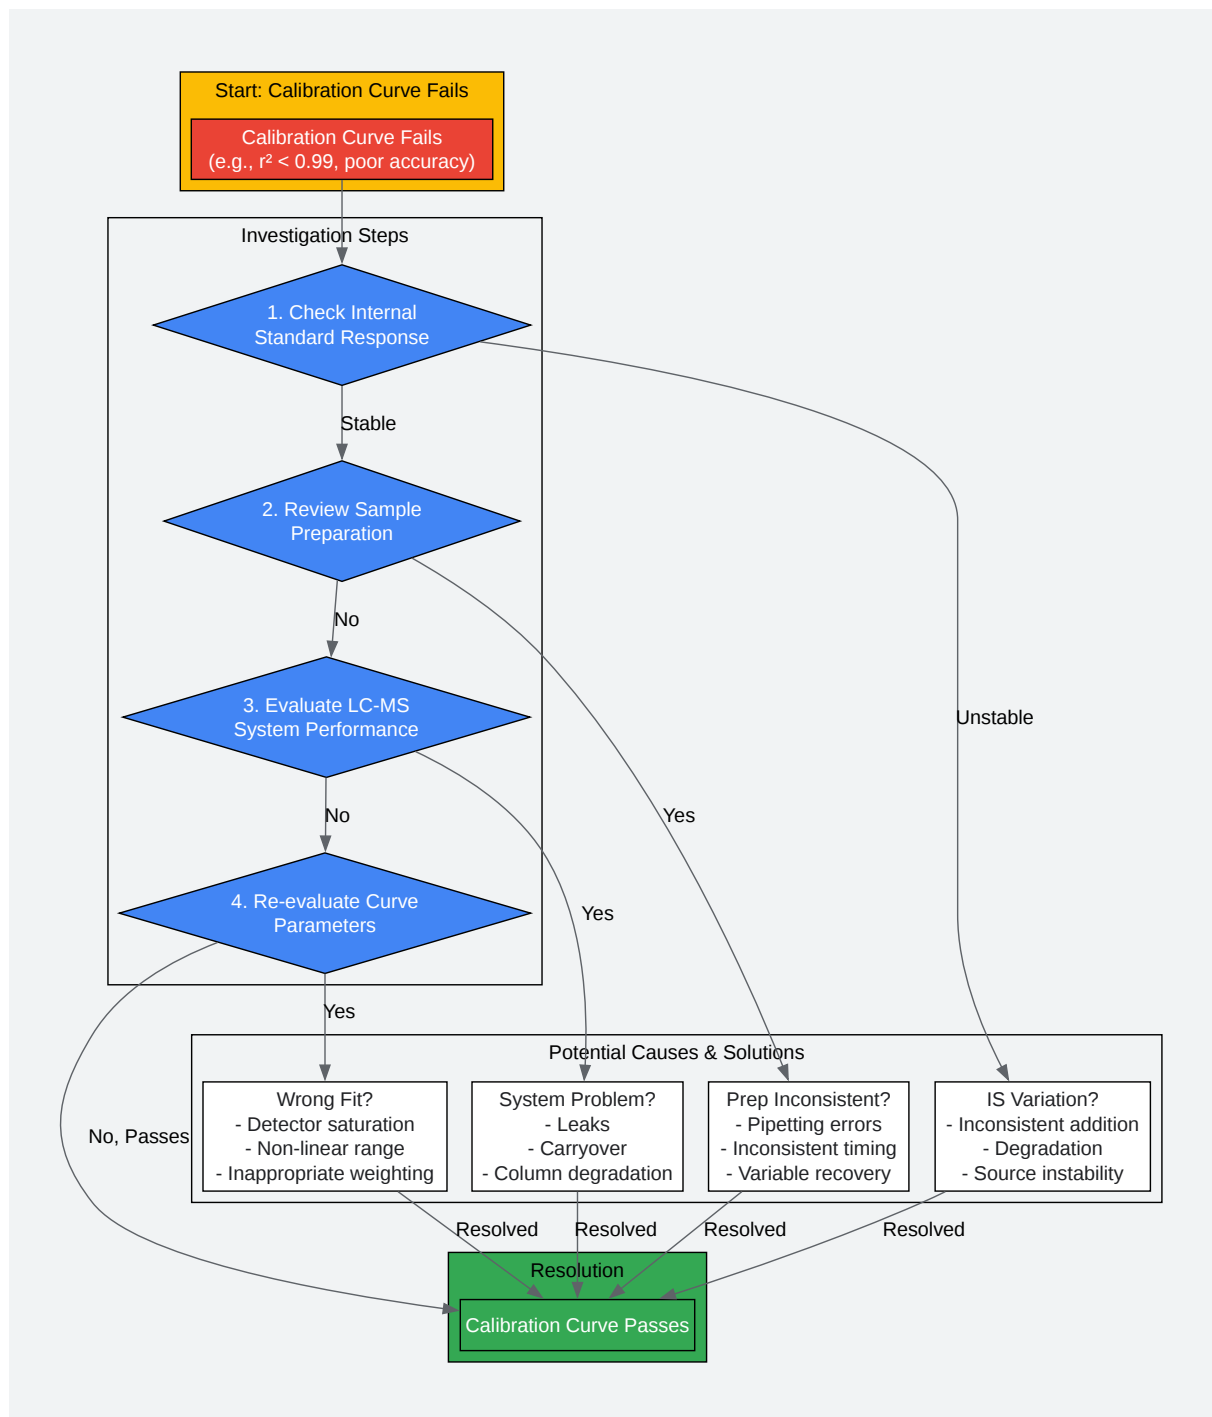 Start: Calibration Curve Fails
Calibration Curve Fails
(e.g., r² < 0.99, poor accuracy)
Investigation Steps
1. Check Internal
Standard Response
Stable
2. Review Sample
Preparation
No
3. Evaluate LC-MS
System Performance
Unstable
No
Yes
4. Re-evaluate Curve
Parameters
Yes
Yes
Potential Causes & Solutions
Wrong Fit?
- Detector saturation
- Non-linear range
- Inappropriate weighting
System Problem?
- Leaks
- Carryover
- Column degradation
Prep Inconsistent?
- Pipetting errors
- Inconsistent timing
- Variable recovery
IS Variation?
- Inconsistent addition
- Degradation
- Source instability
No, Passes
Resolved
Resolved
Resolved
Resolved
Resolution
Calibration Curve Passes